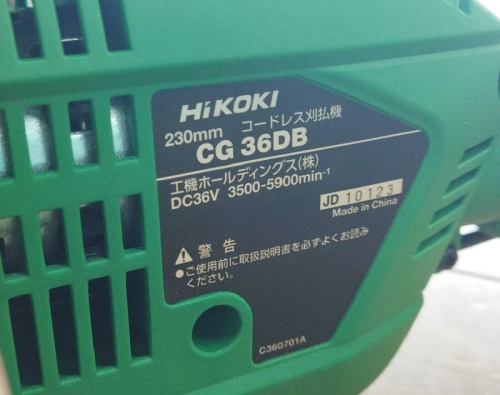 HiKOKI
230mm コードレス刈払機
CG 36DB
工機ホールディングス(株)
DC36V 3500-5900min-1
JD 10123
Made in China
警告
●ご使用前に取扱説明書を必ずよくお読み
ください。
C360701A